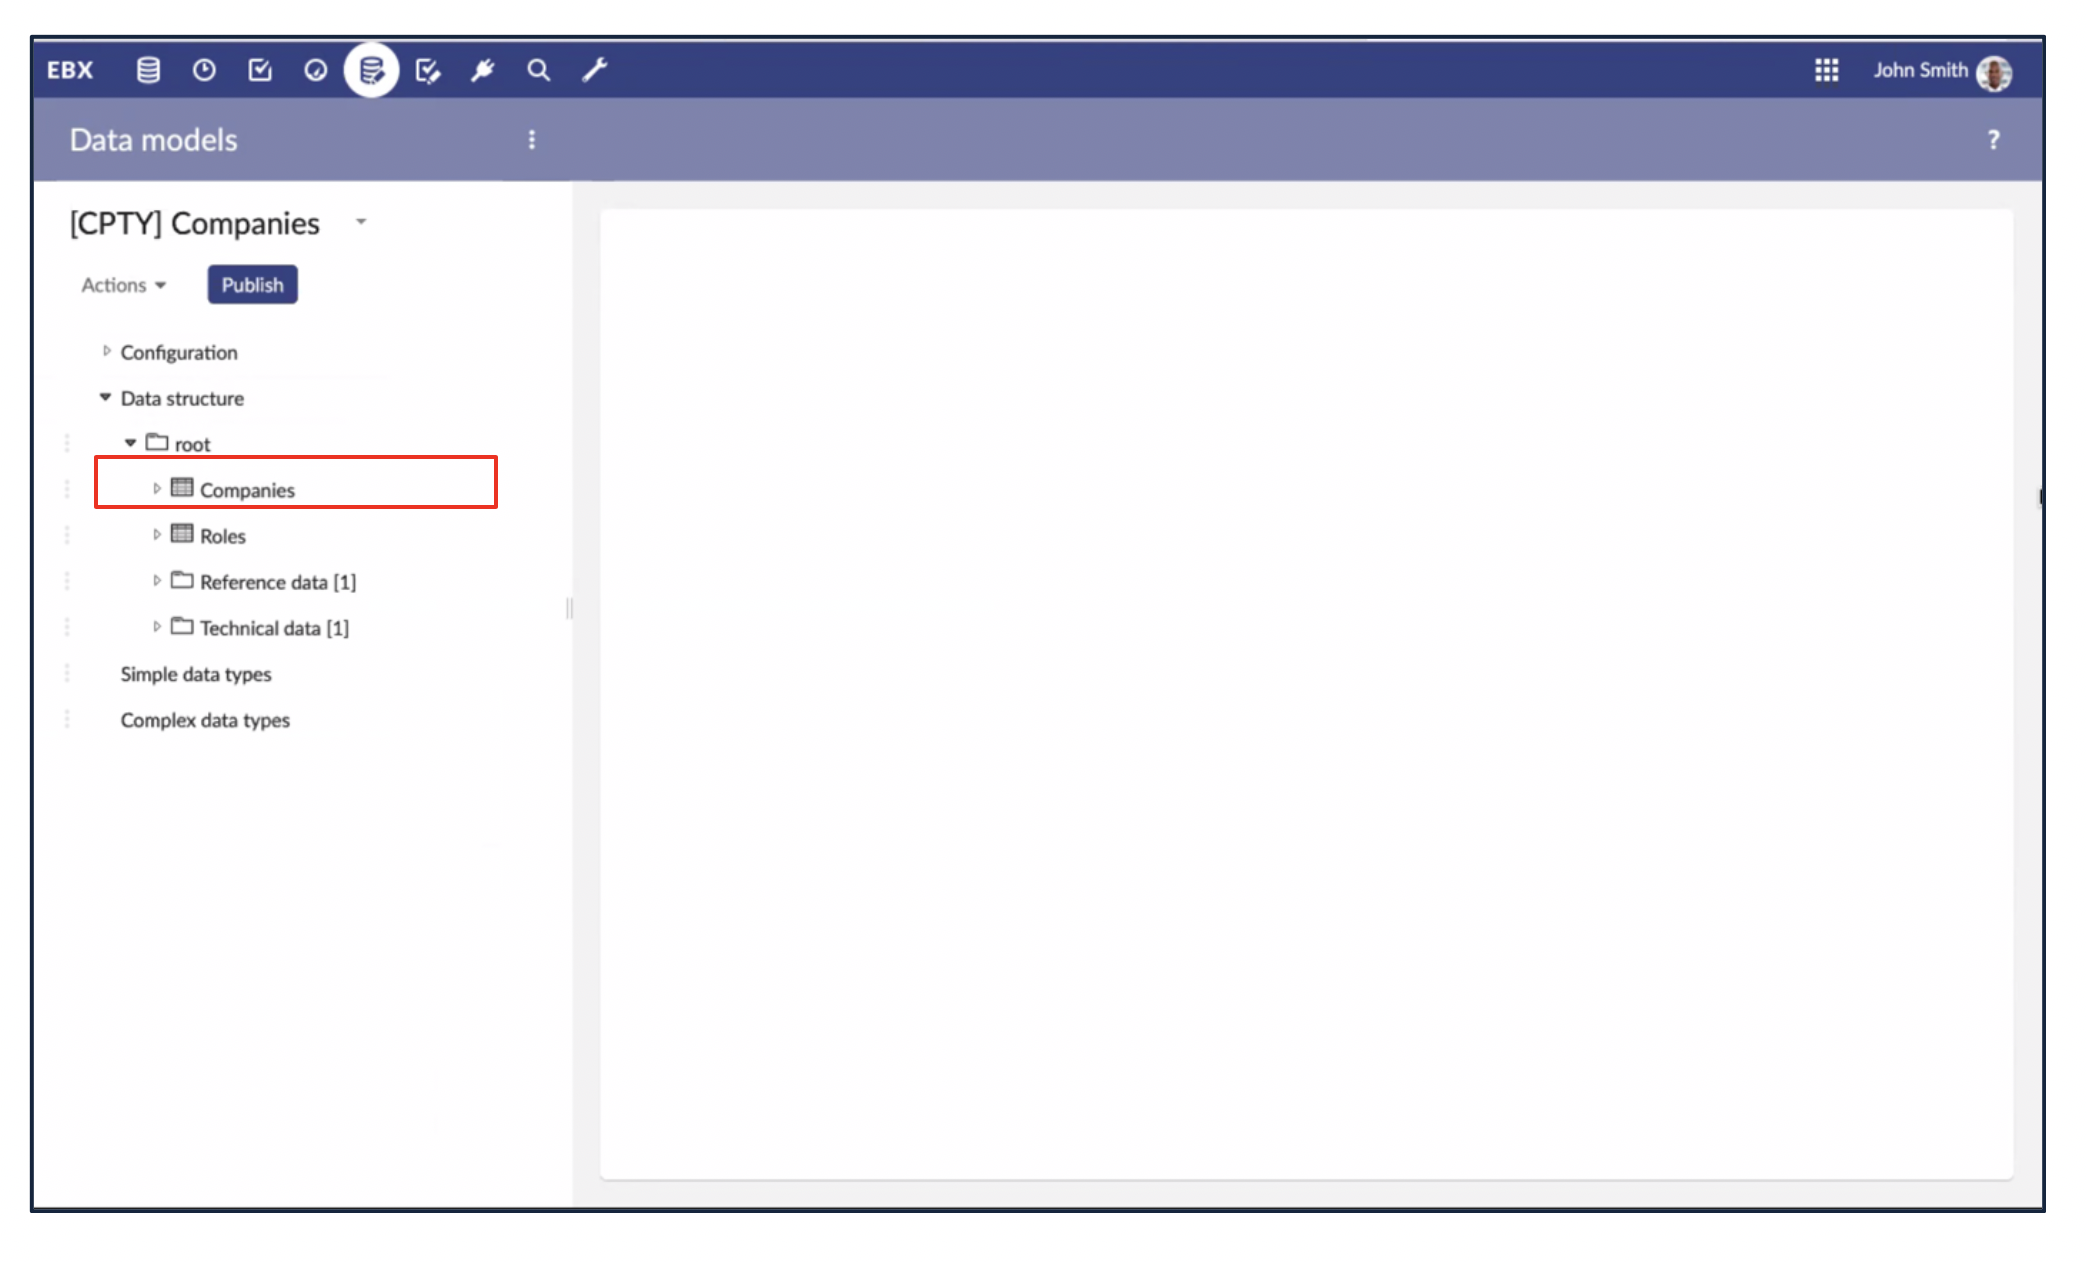 EBX
John Smith
Data models
?
[CPTY] Companies
Actions
Publish
Configuration
Data structure
root
Companies
Roles
Reference data [1]
Technical data [1]
Simple data types
Complex data types